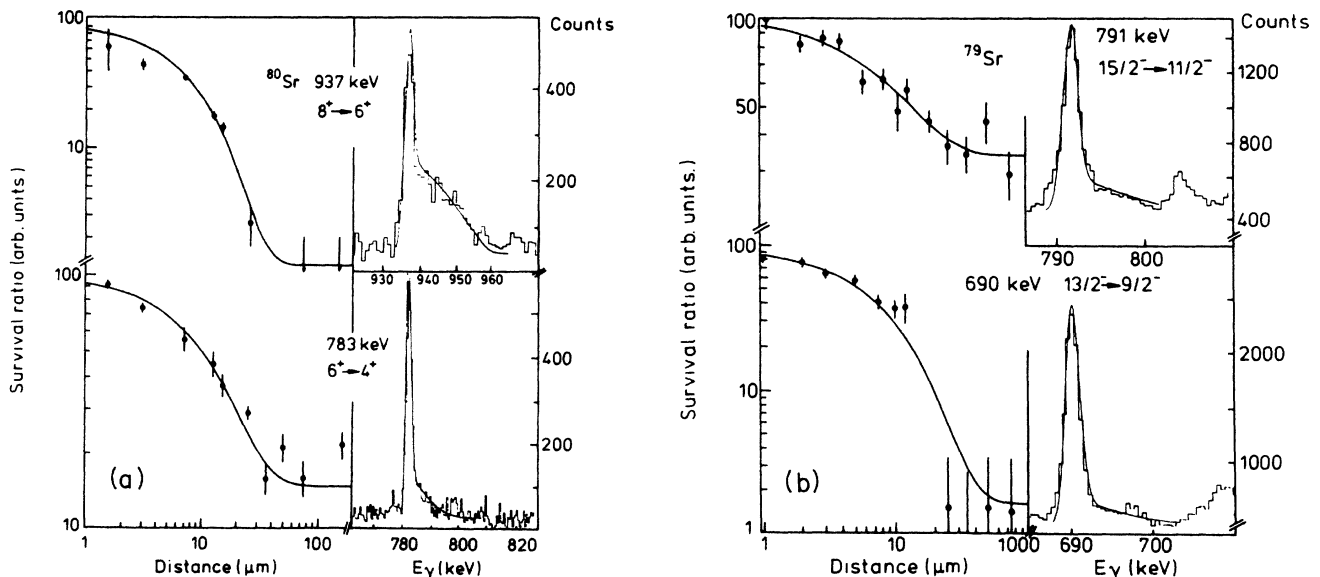 100
Counts
⁸⁰Sr 937 keV
8⁺→6⁺
400
10
200
Survival ratio (arb. units.)
930 940 950 960
100
783 keV
6⁺→4⁺
400
200
(a)
10
1 10 100
780 800 820
Distance (μm)
Eγ (keV)
100
Counts
⁷⁹Sr
791 keV
15/2⁻→11/2⁻
1200
50
800
400
Survival ratio (arb. units)
790 800
100
690 keV 13/2⁻→9/2⁻
2000
10
1000
(b)
1
1 10 1000
690 700
Distance (μm)
Eγ (keV)